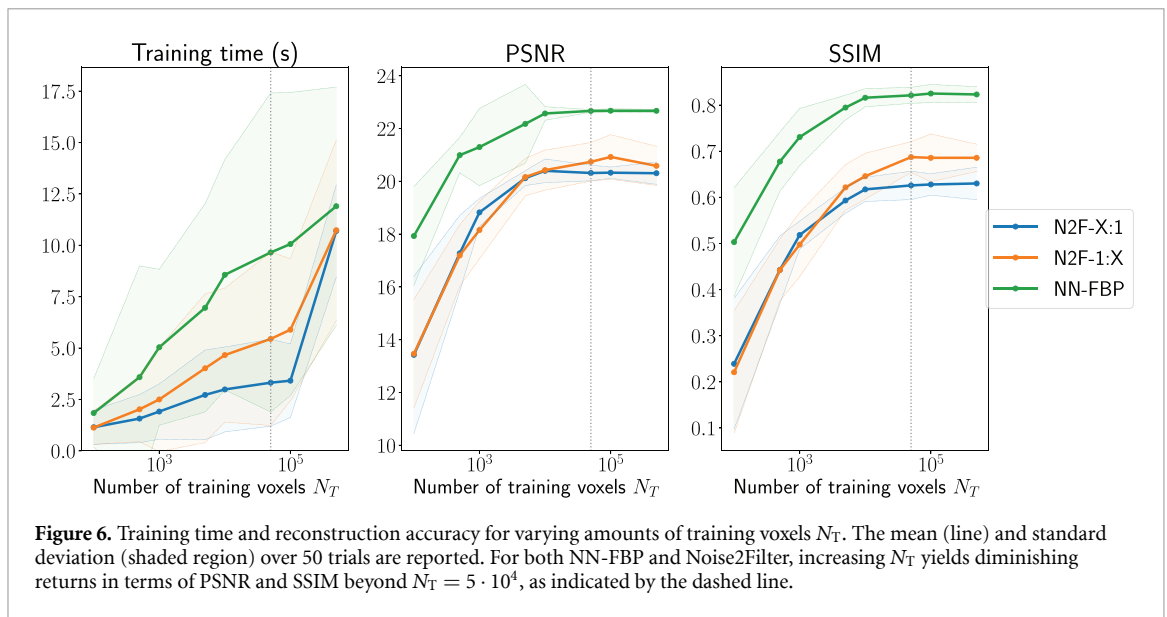 Training time (s)
17.5
15.0
12.5
10.0
7.5
5.0
2.5
0.0
10³
10⁵
Number of training voxels N_T
PSNR
24
22
20
18
16
14
12
10
10³
10⁵
Number of training voxels N_T
SSIM
0.8
0.7
0.6
0.5
0.4
0.3
0.2
0.1
10³
10⁵
Number of training voxels N_T
N2F-X:1
N2F-1:X
NN-FBP
Figure 6. Training time and reconstruction accuracy for varying amounts of training voxels N_T. The mean (line) and standard
deviation (shaded region) over 50 trials are reported. For both NN-FBP and Noise2Filter, increasing N_T yields diminishing
returns in terms of PSNR and SSIM beyond N_T = 5 · 10⁴, as indicated by the dashed line.